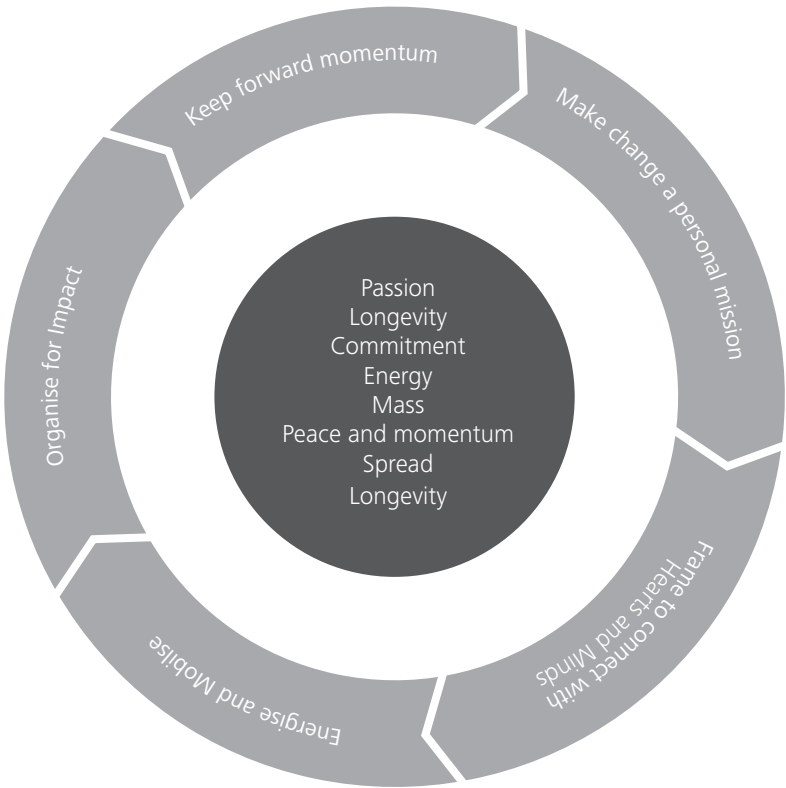 Keep forward momentum
Make change a personal mission
Frame to connect with
Hearts and Minds
Energise and Mobilse
Organise for Impact
Passion
Longevity
Commitment
Energy
Mass
Peace and momentum
Spread
Longevity